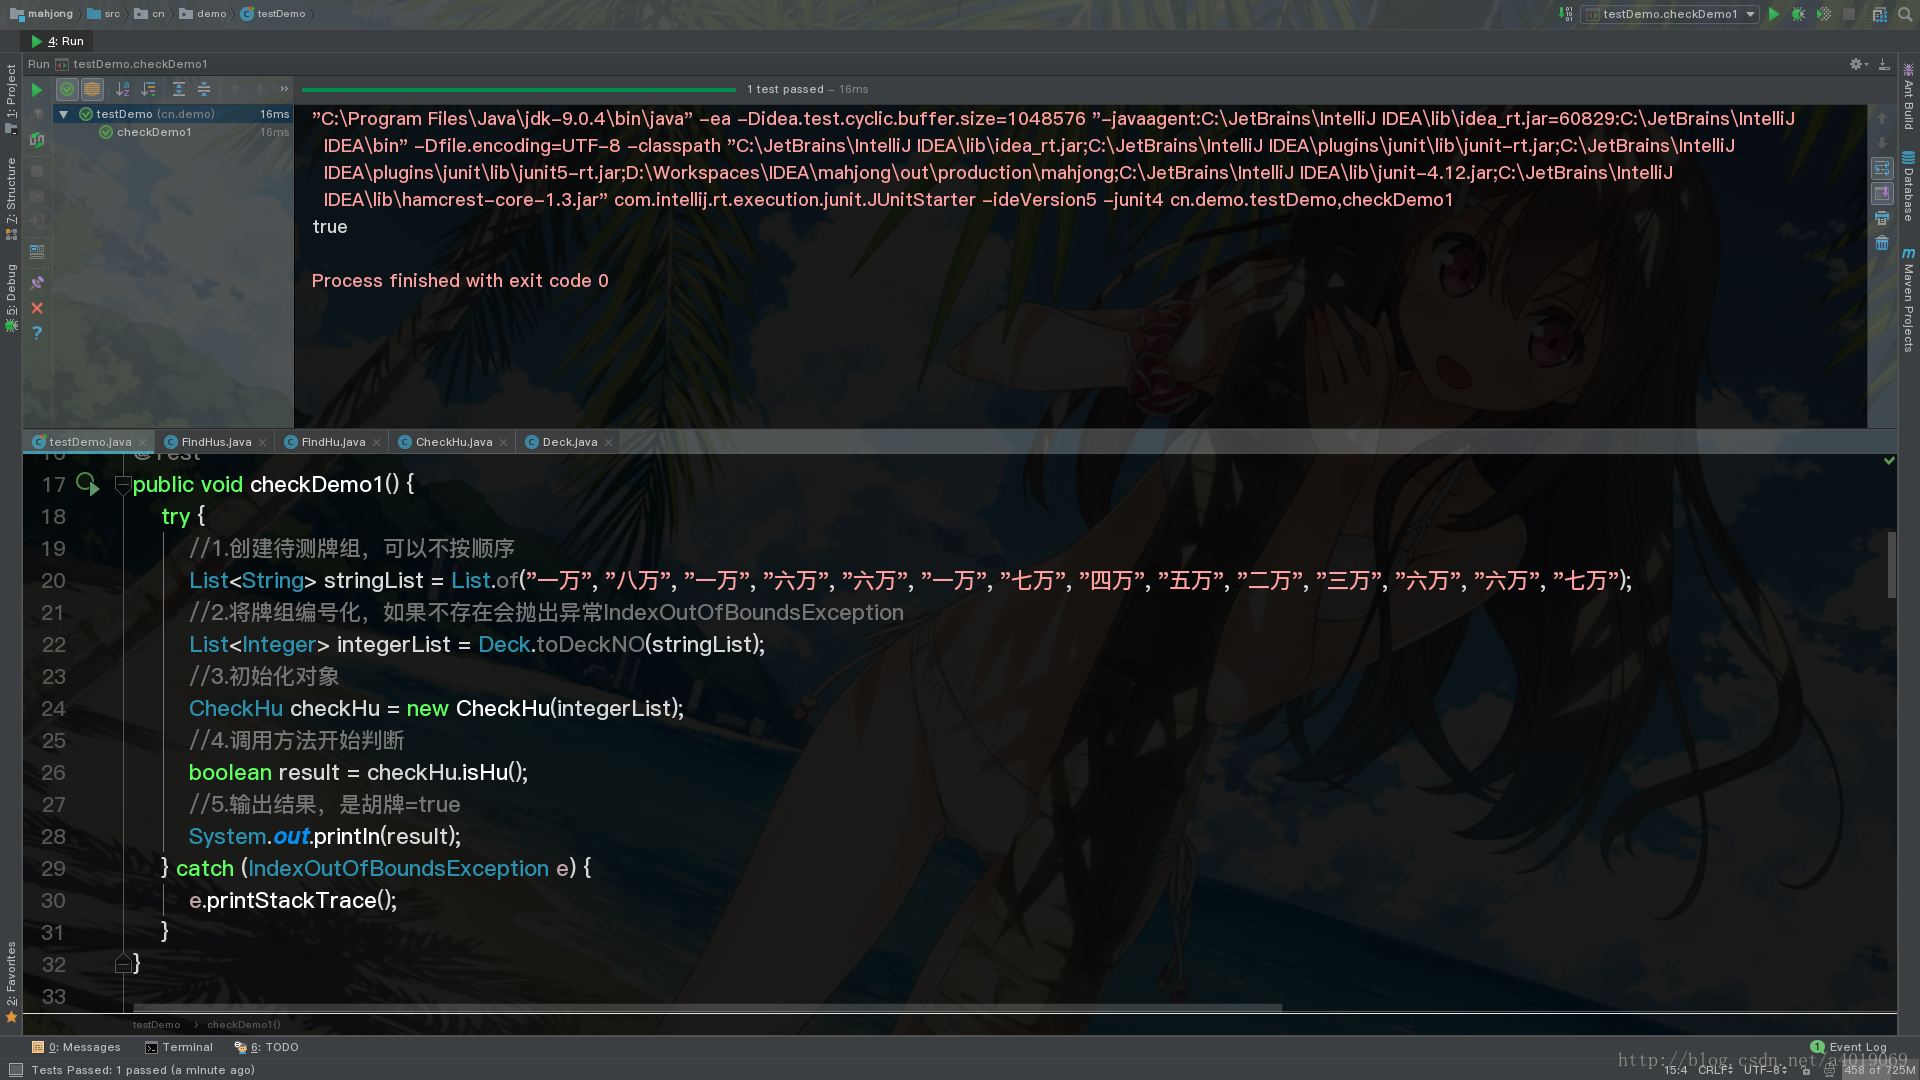 mahjong src cn demo testDemo testDemo.checkDemo1
4: Run
Run testDemo.checkDemo1
1 test passed – 16ms
testDemo (cn.demo) 16ms
checkDemo1 16ms
"C:\Program Files\Java\jdk-9.0.4\bin\java" -ea -Didea.test.cyclic.buffer.size=1048576 "-javaagent:C:\JetBrains\IntelliJ IDEA\lib\idea_rt.jar=60829:C:\JetBrains\IntelliJ
IDEA\bin" -Dfile.encoding=UTF-8 -classpath "C:\JetBrains\IntelliJ IDEA\lib\idea_rt.jar;C:\JetBrains\IntelliJ IDEA\plugins\junit\lib\junit-rt.jar;C:\JetBrains\IntelliJ
IDEA\plugins\junit\lib\junit5-rt.jar;D:\Workspaces\IDEA\mahjong\out\production\mahjong;C:\JetBrains\IntelliJ IDEA\lib\junit-4.12.jar;C:\JetBrains\IntelliJ
IDEA\lib\hamcrest-core-1.3.jar" com.intellij.rt.execution.junit.JUnitStarter -ideVersion5 -junit4 cn.demo.testDemo,checkDemo1
true
Process finished with exit code 0
1: Project
7: Structure
5: Debug
2: Favorites
Ant Build
Database
Maven Projects
testDemo.java FindHus.java FindHu.java CheckHu.java Deck.java
16 @Test
17 public void checkDemo1() {
18 try {
19 //1.创建待测牌组，可以不按顺序
20 List<String> stringList = List.of("一万", "八万", "一万", "六万", "六万", "一万", "七万", "四万", "五万", "二万", "三万", "六万", "六万", "七万");
21 //2.将牌组编号化，如果不存在会抛出异常IndexOutOfBoundsException
22 List<Integer> integerList = Deck.toDeckNO(stringList);
23 //3.初始化对象
24 CheckHu checkHu = new CheckHu(integerList);
25 //4.调用方法开始判断
26 boolean result = checkHu.isHu();
27 //5.输出结果，是胡牌=true
28 System.out.println(result);
29 } catch (IndexOutOfBoundsException e) {
30 e.printStackTrace();
31 }
32 }
33
testDemo › checkDemo1()
0: Messages Terminal 6: TODO 1 Event Log
http://blog.csdn.net/a4019069
Tests Passed: 1 passed (a minute ago) 15:4 CRLF UTF-8 458 of 725M